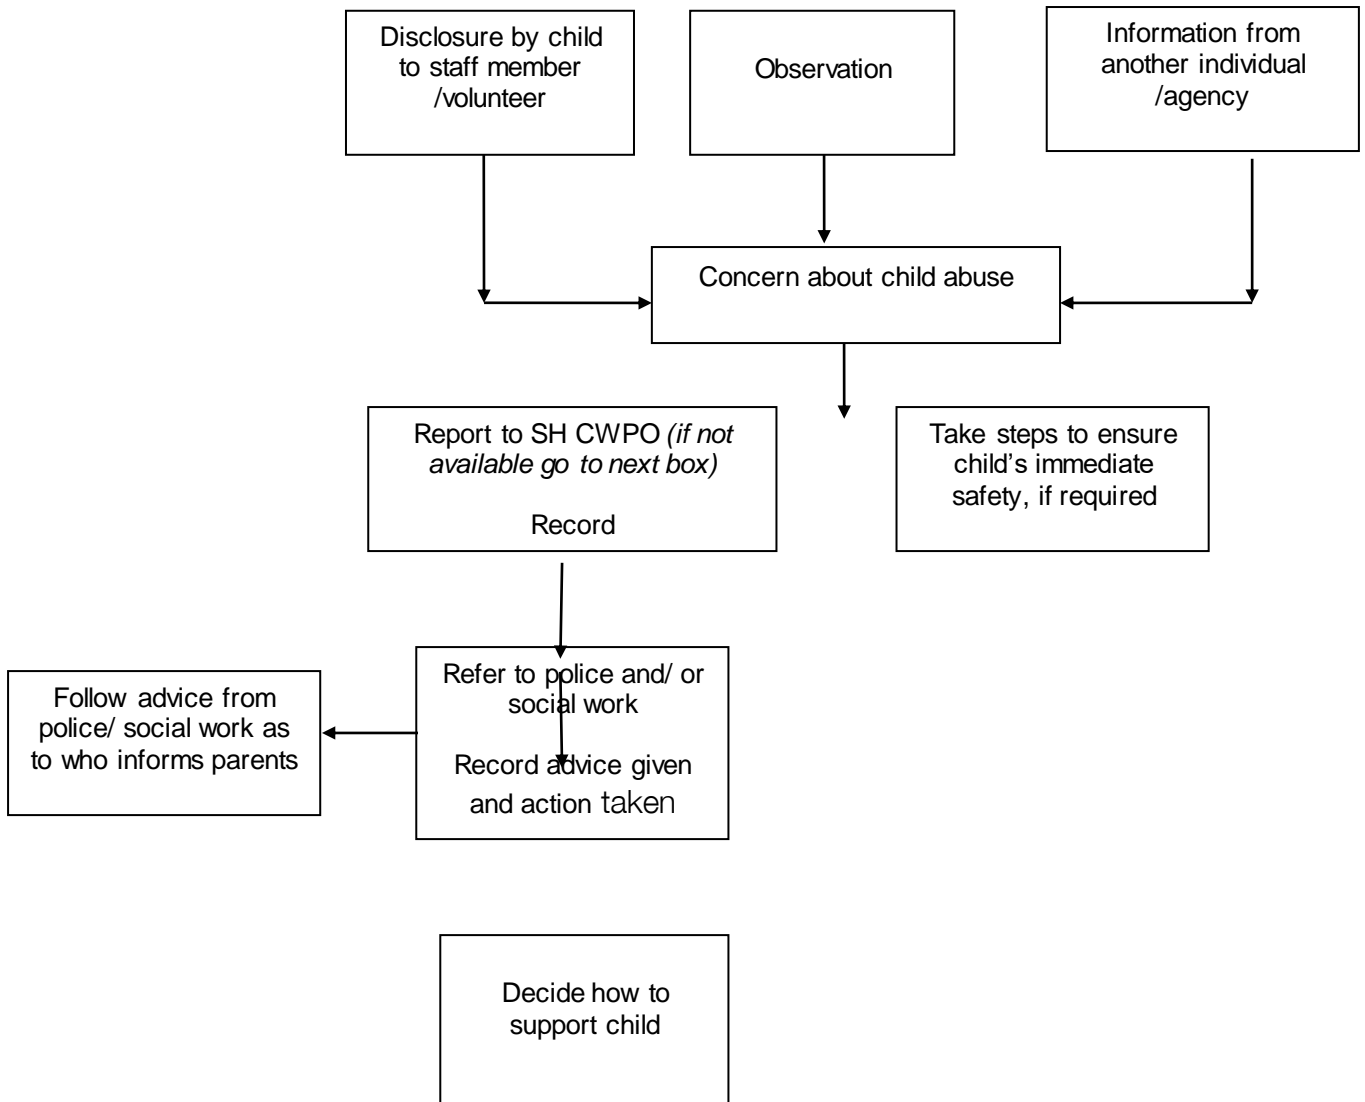 Disclosure by child
to staff member
/volunteer
Observation
Information from
another individual
/agency
Concern about child abuse
Report to SH CWPO (if not
available go to next box)
Record
Take steps to ensure
child’s immediate
safety, if required
Refer to police and/ or
social work
Record advice given
and action taken
Follow advice from
police/ social work as
to who informs parents
Decide how to
support child